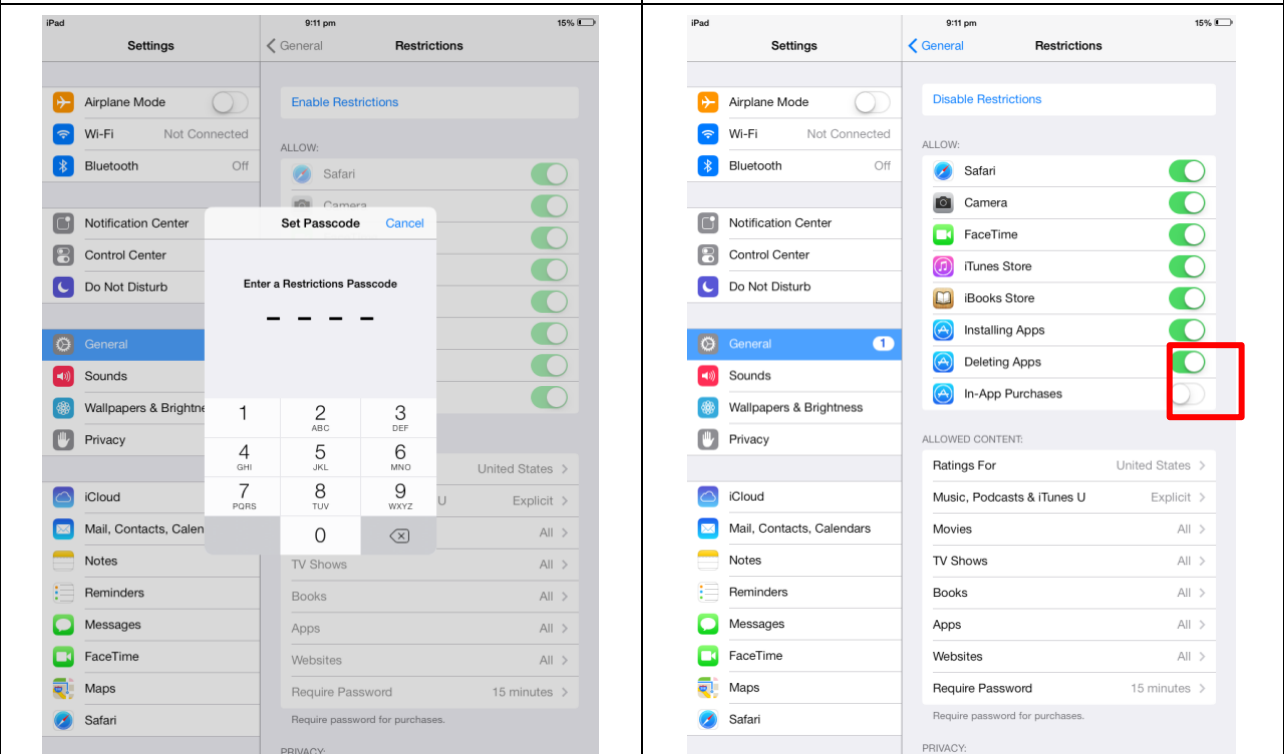 iPad 9:11 pm 15%
Settings
General Restrictions
Airplane Mode
Wi-Fi Not Connected
Bluetooth Off
Notification Center
Control Center
Do Not Disturb
General
Sounds
Wallpapers & Brightne
Privacy
iCloud
Mail, Contacts, Calen
Notes
Reminders
Messages
FaceTime
Maps
Safari
Enable Restrictions
ALLOW:
Safari
Camera
Set Passcode Cancel
Enter a Restrictions Passcode
1 2 3
ABC DEF
4 5 6
GHI JKL MNO
7 8 9
PQRS TUV WXYZ
0
United States
U Explicit
All
TV Shows All
Books All
Apps All
Websites All
Require Password 15 minutes
Require password for purchases.
PRIVACY:
iPad 9:11 pm 15%
Settings
General Restrictions
Airplane Mode
Wi-Fi Not Connected
Bluetooth Off
Notification Center
Control Center
Do Not Disturb
General 1
Sounds
Wallpapers & Brightness
Privacy
iCloud
Mail, Contacts, Calendars
Notes
Reminders
Messages
FaceTime
Maps
Safari
Disable Restrictions
ALLOW:
Safari
Camera
FaceTime
iTunes Store
iBooks Store
Installing Apps
Deleting Apps
In-App Purchases
ALLOWED CONTENT:
Ratings For United States
Music, Podcasts & iTunes U Explicit
Movies All
TV Shows All
Books All
Apps All
Websites All
Require Password 15 minutes
Require password for purchases.
PRIVACY: